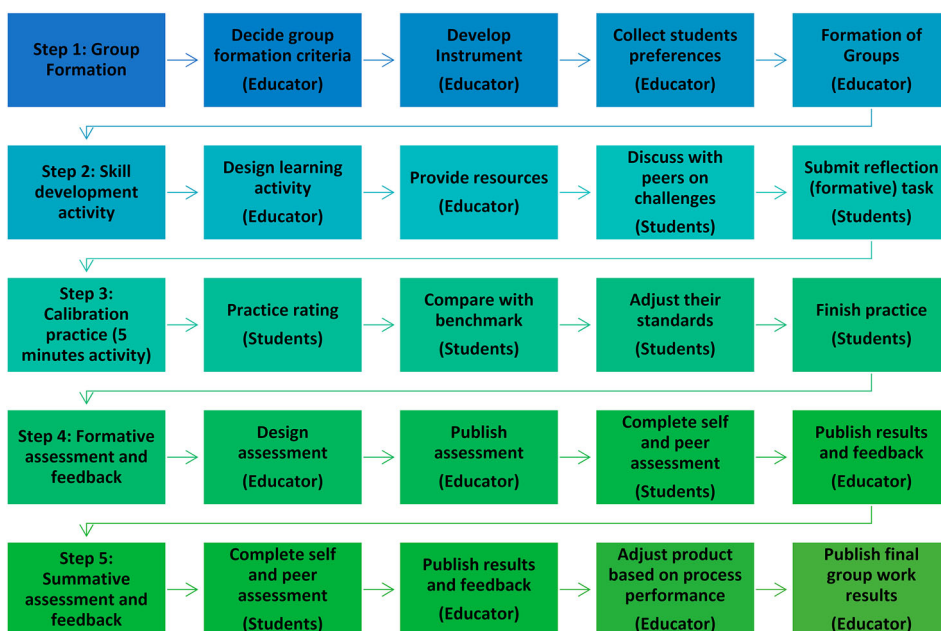 Step 1: Group
Formation
Decide group
formation criteria
(Educator)
Develop
Instrument
(Educator)
Collect students
preferences
(Educator)
Formation of
Groups
(Educator)
Step 2: Skill
development
activity
Design learning
activity
(Educator)
Provide resources
(Educator)
Discuss with
peers on
challenges
(Students)
Submit reflection
(formative) task
(Students)
Step 3:
Calibration
practice (5
minutes activity)
Practice rating
(Students)
Compare with
benchmark
(Students)
Adjust their
standards
(Students)
Finish practice
(Students)
Step 4: Formative
assessment and
feedback
Design
assessment
(Educator)
Publish
assessment
(Educator)
Complete self
and peer
assessment
(Students)
Publish results
and feedback
(Educator)
Step 5:
Summative
assessment and
feedback
Complete self
and peer
assessment
(Students)
Publish results
and feedback
(Educator)
Adjust product
based on process
performance
(Educator)
Publish final
group work
results
(Educator)